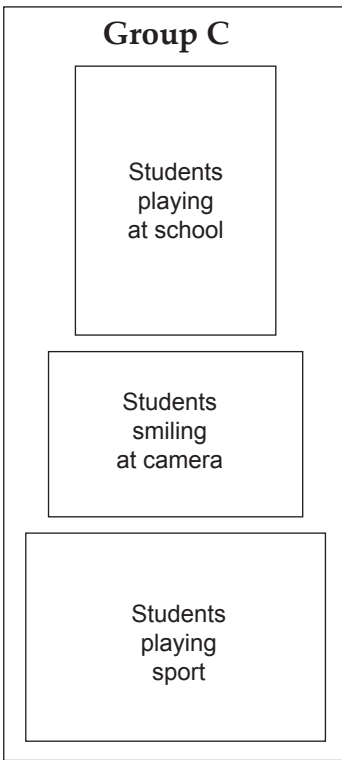 Group C
Students
playing
at school
Students
smiling
at camera
Students
playing
sport